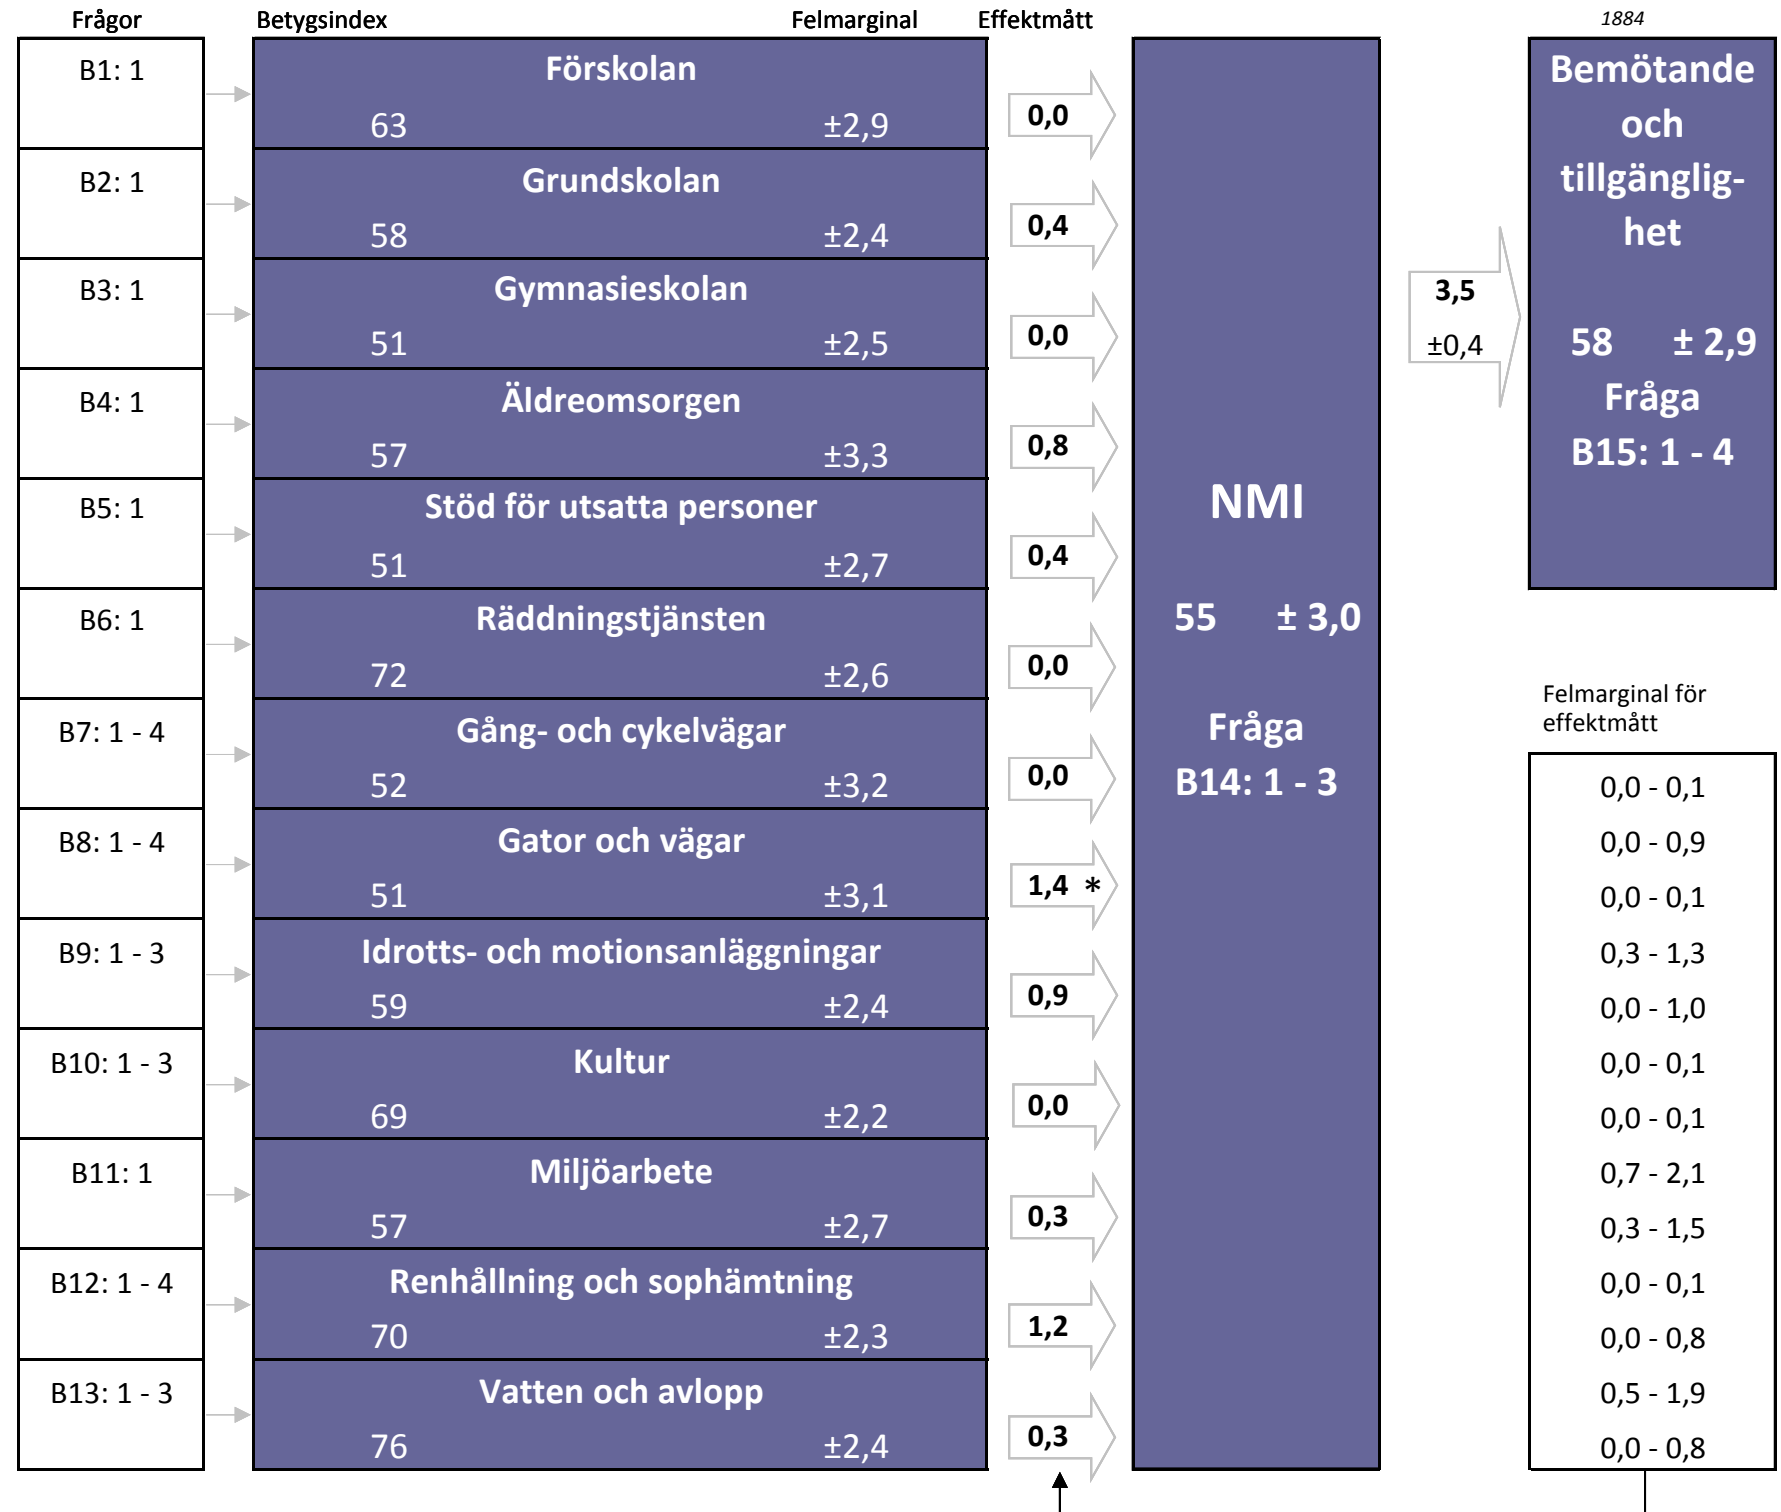 Frågor Betygsindex Felmarginal Effektmått 1884
B1: 1
Förskolan
63 ±2,9
0,0
B2: 1
Grundskolan
58 ±2,4
0,4
B3: 1
Gymnasieskolan
51 ±2,5
0,0
B4: 1
Äldreomsorgen
57 ±3,3
0,8
B5: 1
Stöd för utsatta personer
51 ±2,7
0,4
B6: 1
Räddningstjänsten
72 ±2,6
0,0
B7: 1 - 4
Gång- och cykelvägar
52 ±3,2
0,0
B8: 1 - 4
Gator och vägar
51 ±3,1
1,4 *
B9: 1 - 3
Idrotts- och motionsanläggningar
59 ±2,4
0,9
B10: 1 - 3
Kultur
69 ±2,2
0,0
B11: 1
Miljöarbete
57 ±2,7
0,3
B12: 1 - 4
Renhållning och sophämtning
70 ±2,3
1,2
B13: 1 - 3
Vatten och avlopp
76 ±2,4
0,3
NMI
55 ± 3,0
Fråga
B14: 1 - 3
3,5
±0,4
Bemötande
och
tillgänglig-
het
58 ± 2,9
Fråga
B15: 1 - 4
Felmarginal för
effektmått
0,0 - 0,1
0,0 - 0,9
0,0 - 0,1
0,3 - 1,3
0,0 - 1,0
0,0 - 0,1
0,0 - 0,1
0,7 - 2,1
0,3 - 1,5
0,0 - 0,1
0,0 - 0,8
0,5 - 1,9
0,0 - 0,8